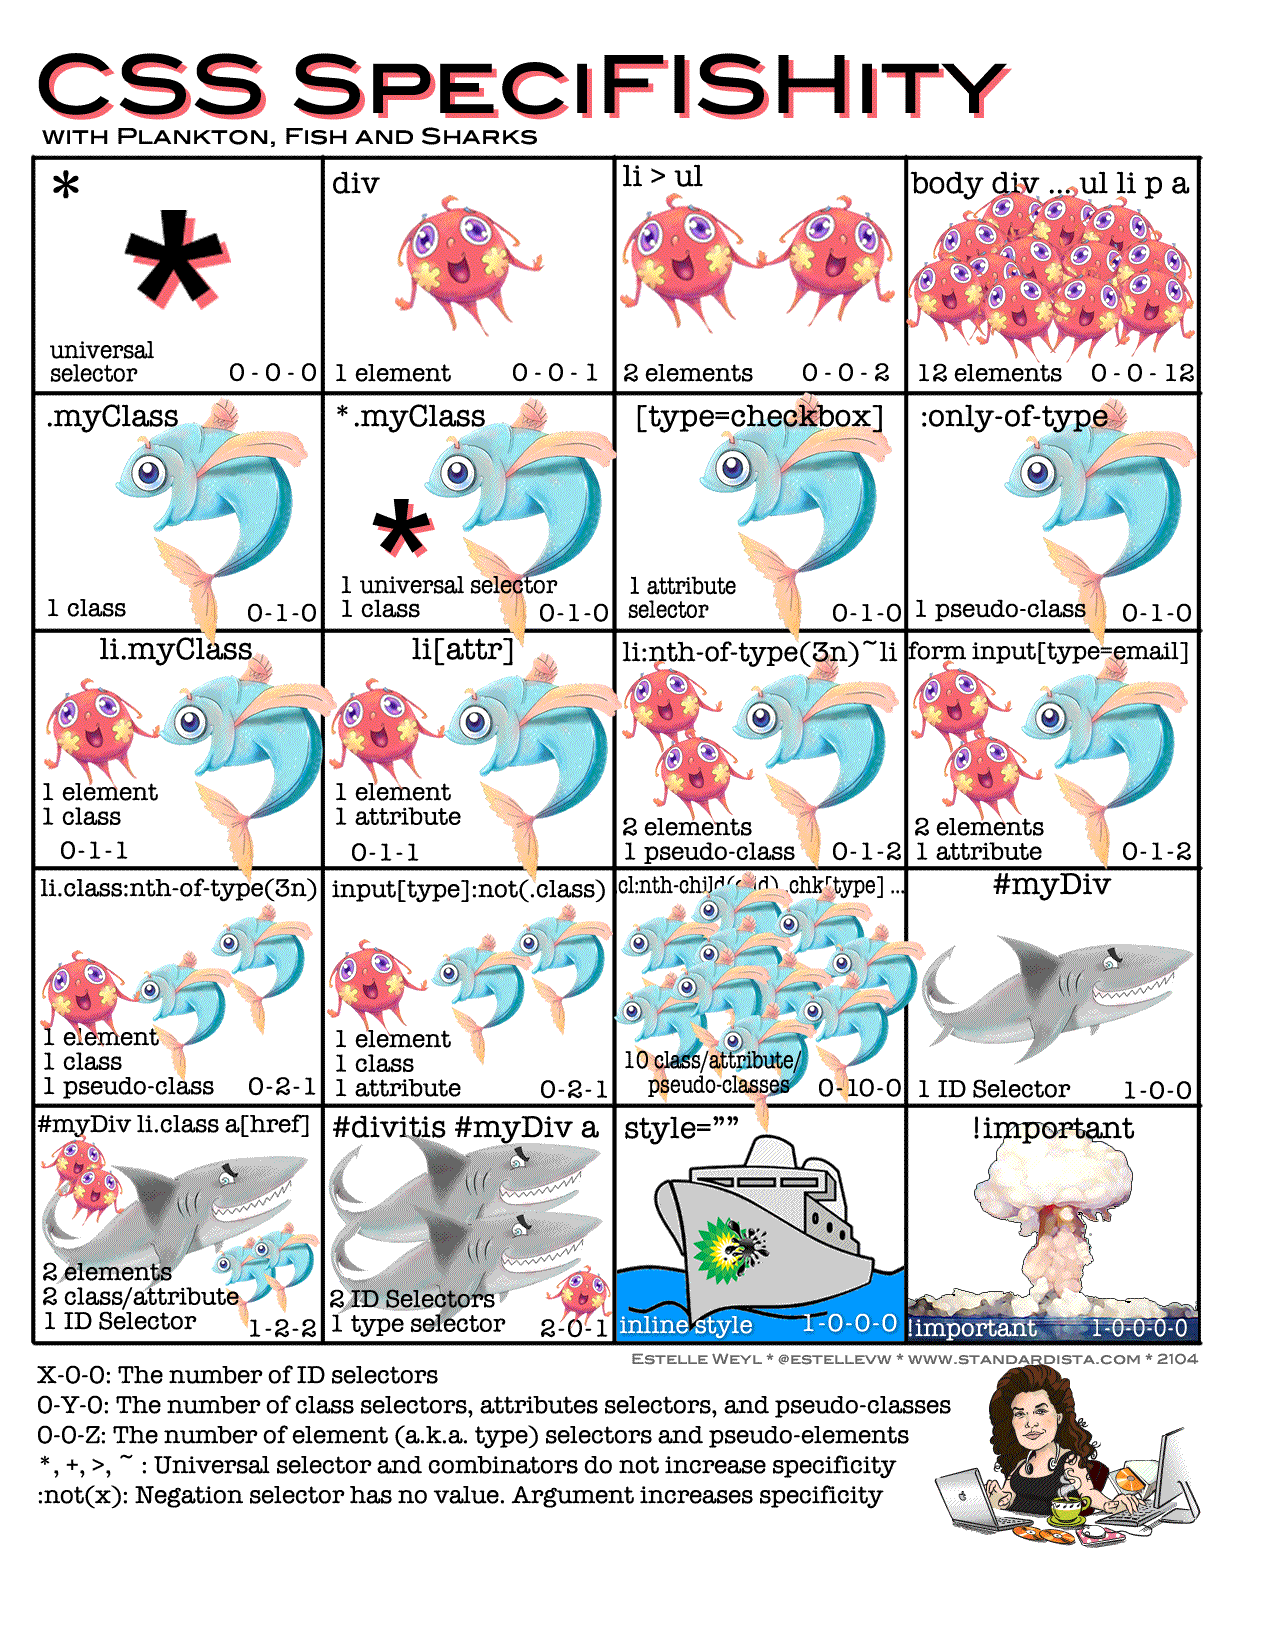 CSS SpeciFISHity
with Plankton, Fish and Sharks
*
*
universal
selector 0 - 0 - 0
div
1 element 0 - 0 - 1
li > ul
2 elements 0 - 0 - 2
body div ... ul li p a
12 elements 0 - 0 - 12
.myClass
1 class 0-1-0
* .myClass
*
1 universal selector
1 class 0-1-0
[type=checkbox]
1 attribute
selector 0-1-0
:only-of-type
1 pseudo-class 0-1-0
li.myClass
1 element
1 class
0-1-1
li[attr]
1 element
1 attribute
0-1-1
li:nth-of-type(3n)~li
2 elements
1 pseudo-class 0-1-2
form input[type=email]
2 elements
1 attribute 0-1-2
li.class:nth-of-type(3n)
1 element
1 class
1 pseudo-class 0-2-1
input[type]:not(.class)
1 element
1 class
1 attribute 0-2-1
.chk[type] ...
10 class/attribute/
pseudo-classes 0-10-0
#myDiv
1 ID Selector 1-0-0
#myDiv li.class a[href]
2 elements
2 class/attribute
1 ID Selector 1-2-2
#divitis #myDiv a
2 ID Selectors
1 type selector 2-0-1
style=””
inline style 1-0-0-0
!important
!important 1-0-0-0-0
Estelle Weyl * @estellevw * www.standardista.com * 2104
X-0-0: The number of ID selectors
0-Y-0: The number of class selectors, attributes selectors, and pseudo-classes
0-0-Z: The number of element (a.k.a. type) selectors and pseudo-elements
*, +, >, ~ : Universal selector and combinators do not increase specificity
:not(x): Negation selector has no value. Argument increases specificity